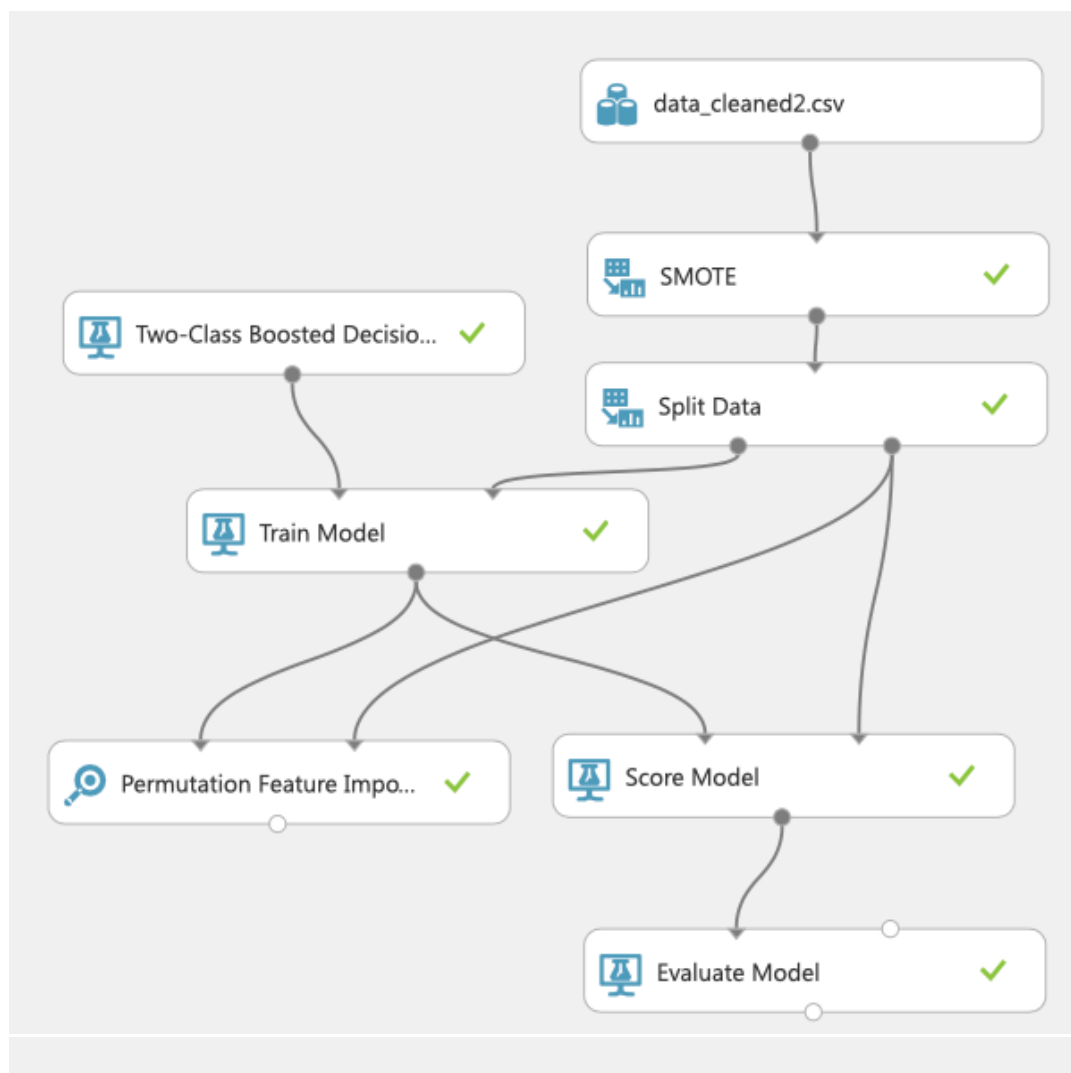 data_cleaned2.csv
SMOTE
Two-Class Boosted Decisio...
Split Data
Train Model
Permutation Feature Impo...
Score Model
Evaluate Model